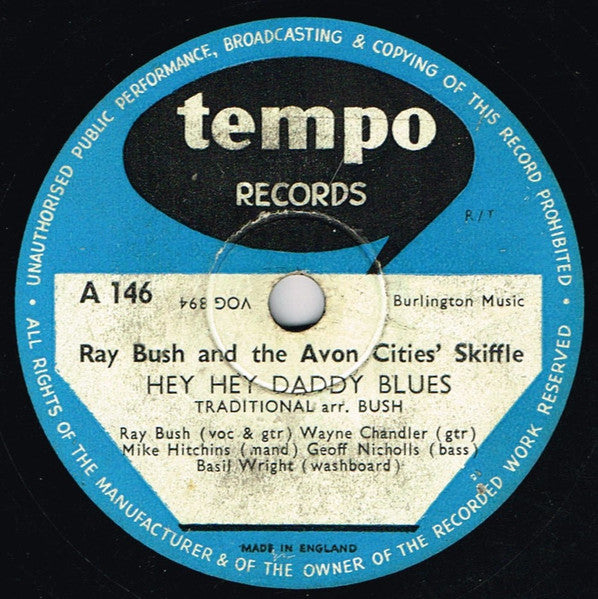 UNAUTHORISED PUBLIC PERFORMANCE, BROADCASTING & COPYING OF THIS RECORD PROHIBITED
tempo
RECORDS
R/T
A 146 VOG 894 Burlington Music
Ray Bush and the Avon Cities' Skiffle
HEY HEY DADDY BLUES
TRADITIONAL arr. BUSH
Ray Bush (voc & gtr) Wayne Chandler (gtr)
Mike Hitchins (mand) Geoff Nicholls (bass)
Basil Wright (washboard)
MADE IN ENGLAND
• ALL RIGHTS OF THE MANUFACTURER & OF THE OWNER OF THE RECORDED WORK RESERVED •